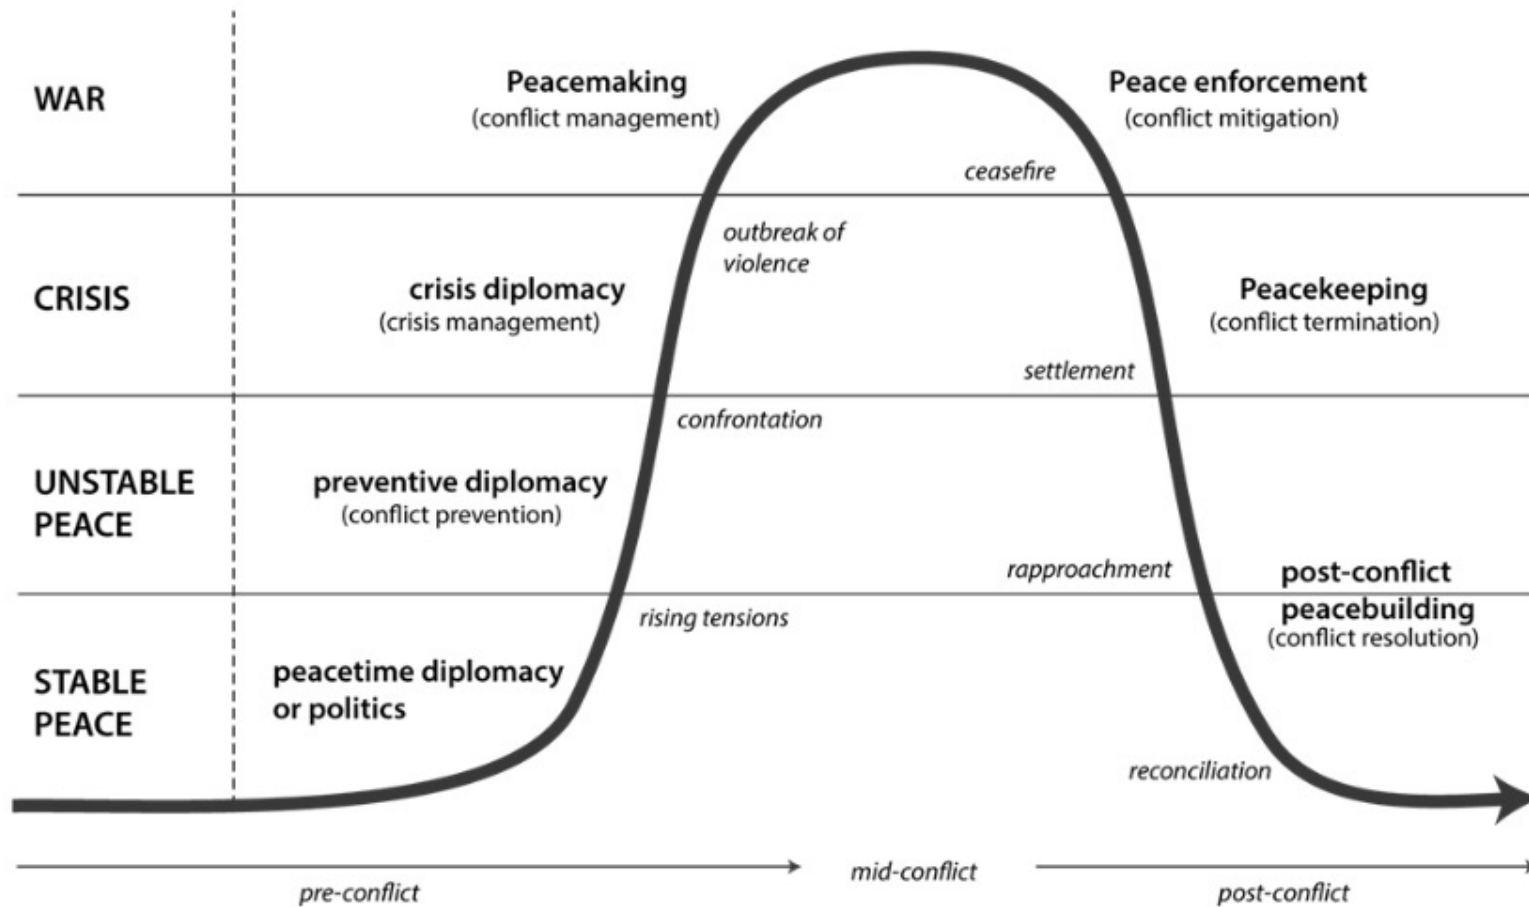 WAR
Peacemaking
(conflict management)
Peace enforcement
(conflict mitigation)
ceasefire
outbreak of
violence
CRISIS
crisis diplomacy
(crisis management)
Peacekeeping
(conflict termination)
settlement
confrontation
UNSTABLE
PEACE
preventive diplomacy
(conflict prevention)
rapproachment
post-conflict
peacebuilding
(conflict resolution)
rising tensions
STABLE
PEACE
peacetime diplomacy
or politics
reconciliation
pre-conflict
mid-conflict
post-conflict